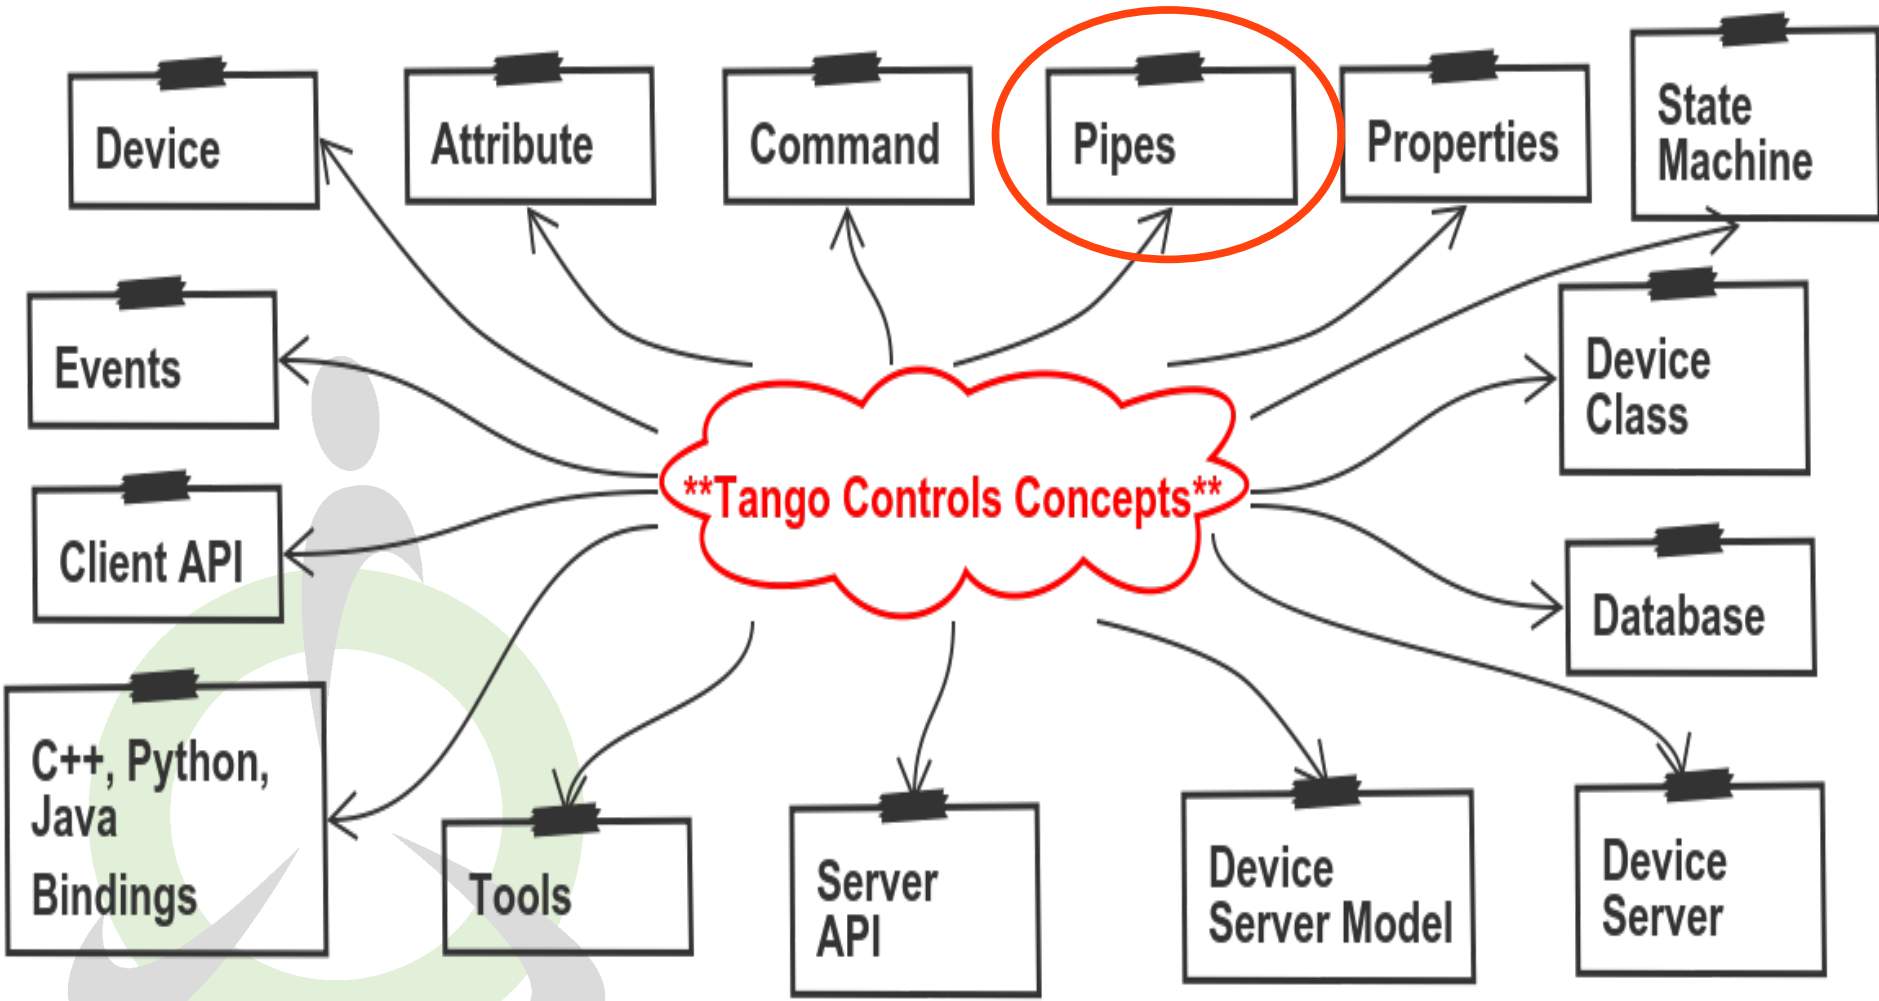 Device
Attribute
Command
Pipes
Properties
State
Machine
Events
Device
Class
**Tango Controls Concepts**
Client API
Database
C++, Python,
Java
Bindings
Tools
Server
API
Device
Server Model
Device
Server